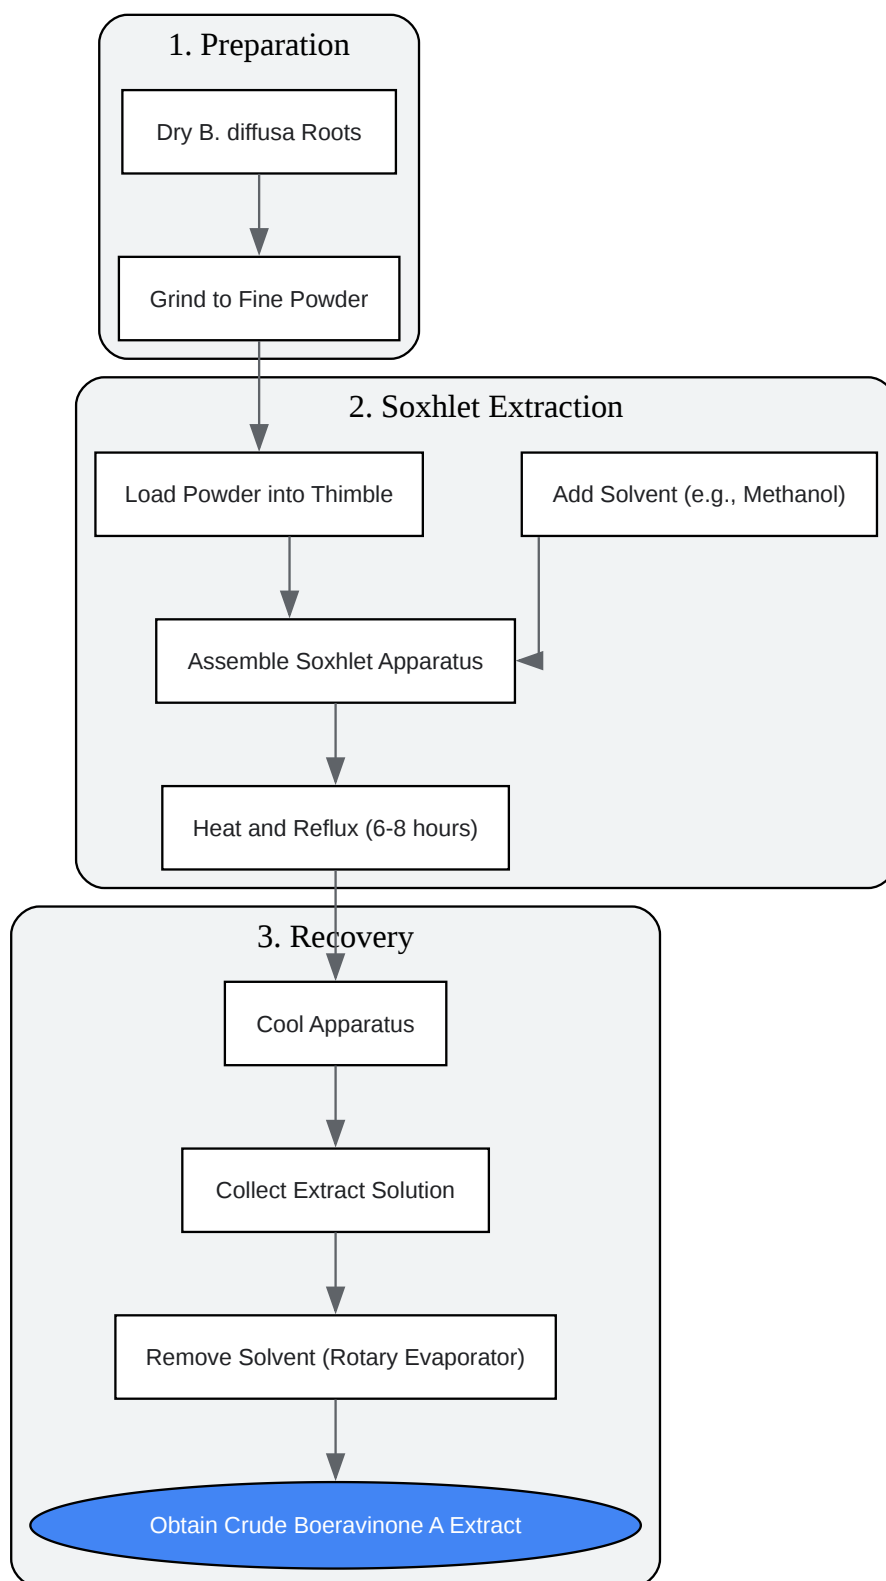 1. Preparation
Dry B. diffusa Roots
Grind to Fine Powder
2. Soxhlet Extraction
Load Powder into Thimble
Add Solvent (e.g., Methanol)
Assemble Soxhlet Apparatus
Heat and Reflux (6-8 hours)
3. Recovery
Cool Apparatus
Collect Extract Solution
Remove Solvent (Rotary Evaporator)
Obtain Crude Boeravinone A Extract